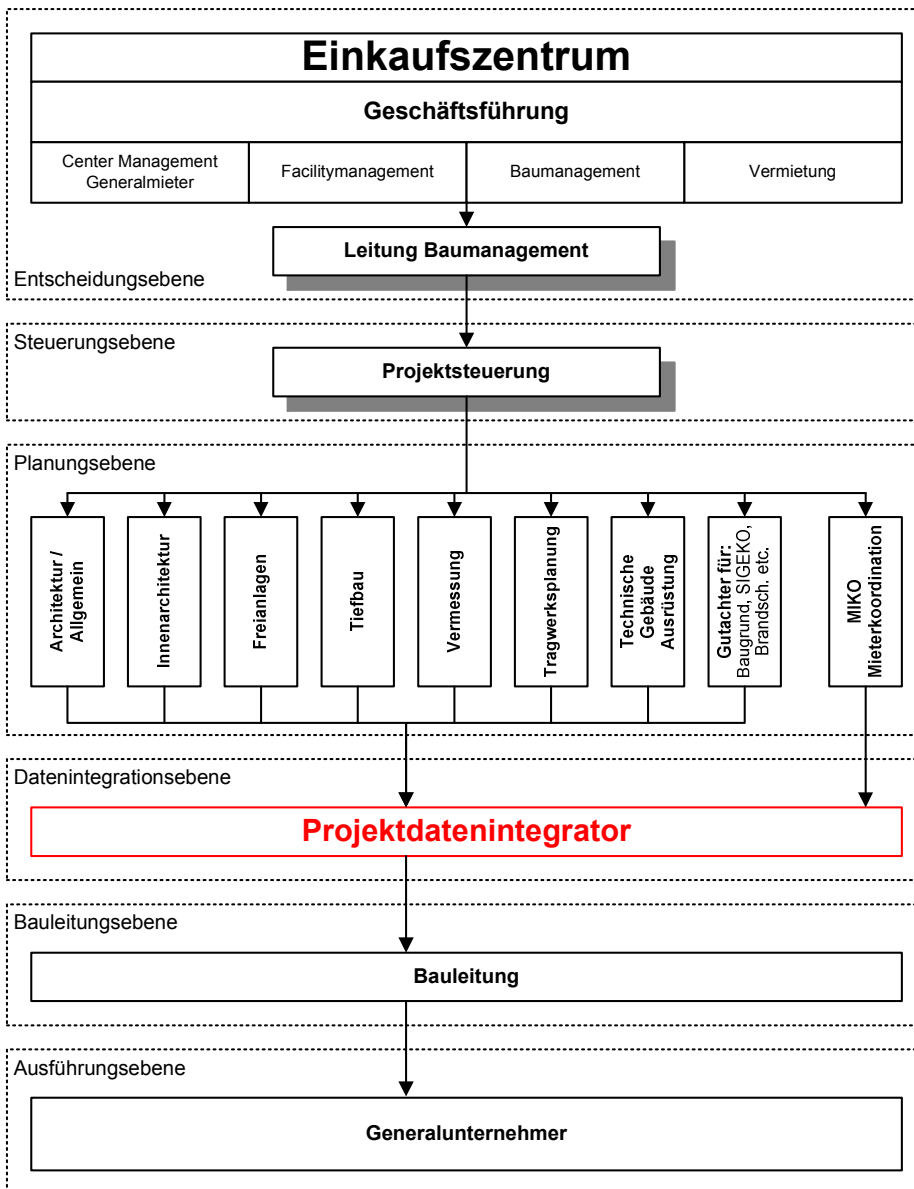 Einkaufszentrum
Geschäftsführung
Center Management
Generalmieter
Facilitymanagement
Baumanagement
Vermietung
Leitung Baumanagement
Entscheidungsebene
Steuerungsebene
Projektsteuerung
Planungsebene
Architektur /
Allgemein
Innenarchitektur
Freianlagen
Tiefbau
Vermessung
Tragwerksplanung
Technische
Gebäude
Ausrüstung
Gutachter für:
Baugrund, SIGEKO,
Brandsch. etc.
MIKO
Mieterkoordination
Datenintegrationsebene
Projektdatenintegrator
Bauleitungsebene
Bauleitung
Ausführungsebene
Generalunternehmer